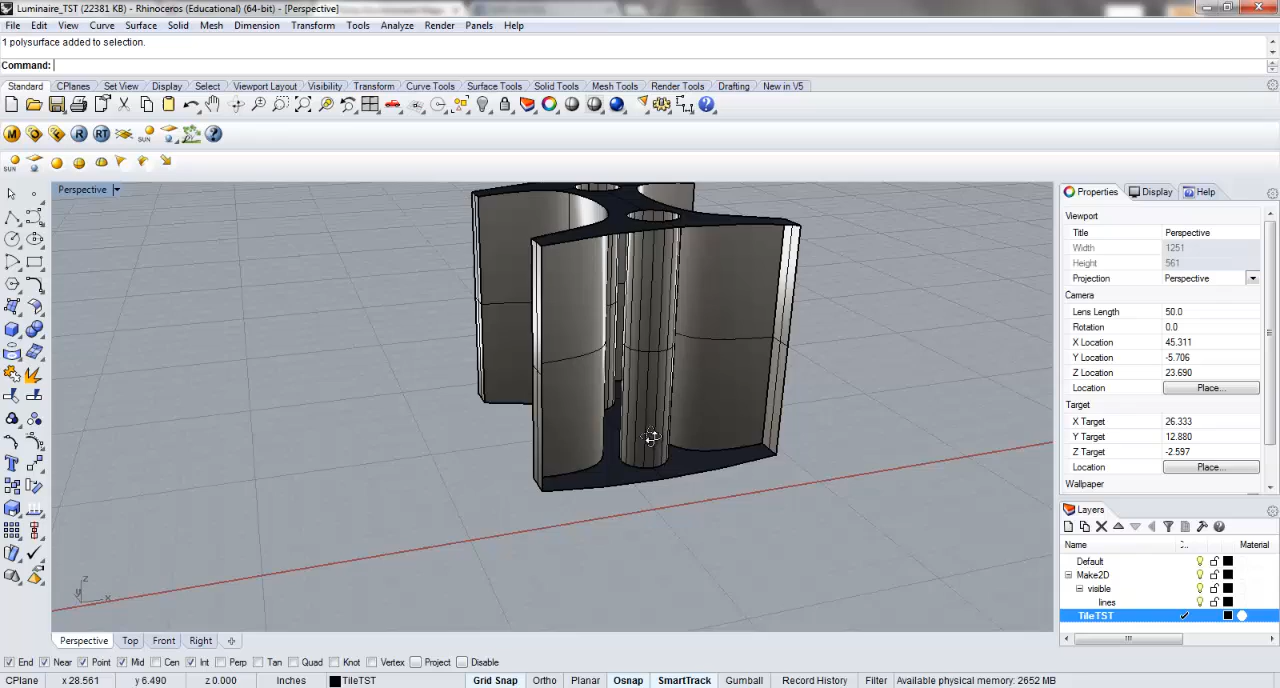 Luminaire_TST (22381 KB) - Rhinoceros (Educational) (64-bit) - [Perspective]
File Edit View Curve Surface Solid Mesh Dimension Transform Tools Analyze Render Panels Help
1 polysurface added to selection.
Command:
Standard CPlanes Set View Display Select Viewport Layout Visibility Transform Curve Tools Surface Tools Solid Tools Mesh Tools Render Tools Drafting New in V5
M R RT SUN
SUN
Perspective
Properties Display Help
Viewport
Title Perspective
Width 1251
Height 561
Projection Perspective
Camera
Lens Length 50.0
Rotation 0.0
X Location 45.311
Y Location -5.706
Z Location 23.690
Location Place...
Target
X Target 26.333
Y Target 12.880
Z Target -2.597
Location Place...
Wallpaper
Layers
Name Material
Default
Make2D
visible
lines
TileTST
z
y
x
Perspective Top Front Right
End Near Point Mid Cen Int Perp Tan Quad Knot Vertex Project Disable
CPlane x 28.561 y 6.490 z 0.000 Inches TileTST Grid Snap Ortho Planar Osnap SmartTrack Gumball Record History Filter Available physical memory: 2652 MB